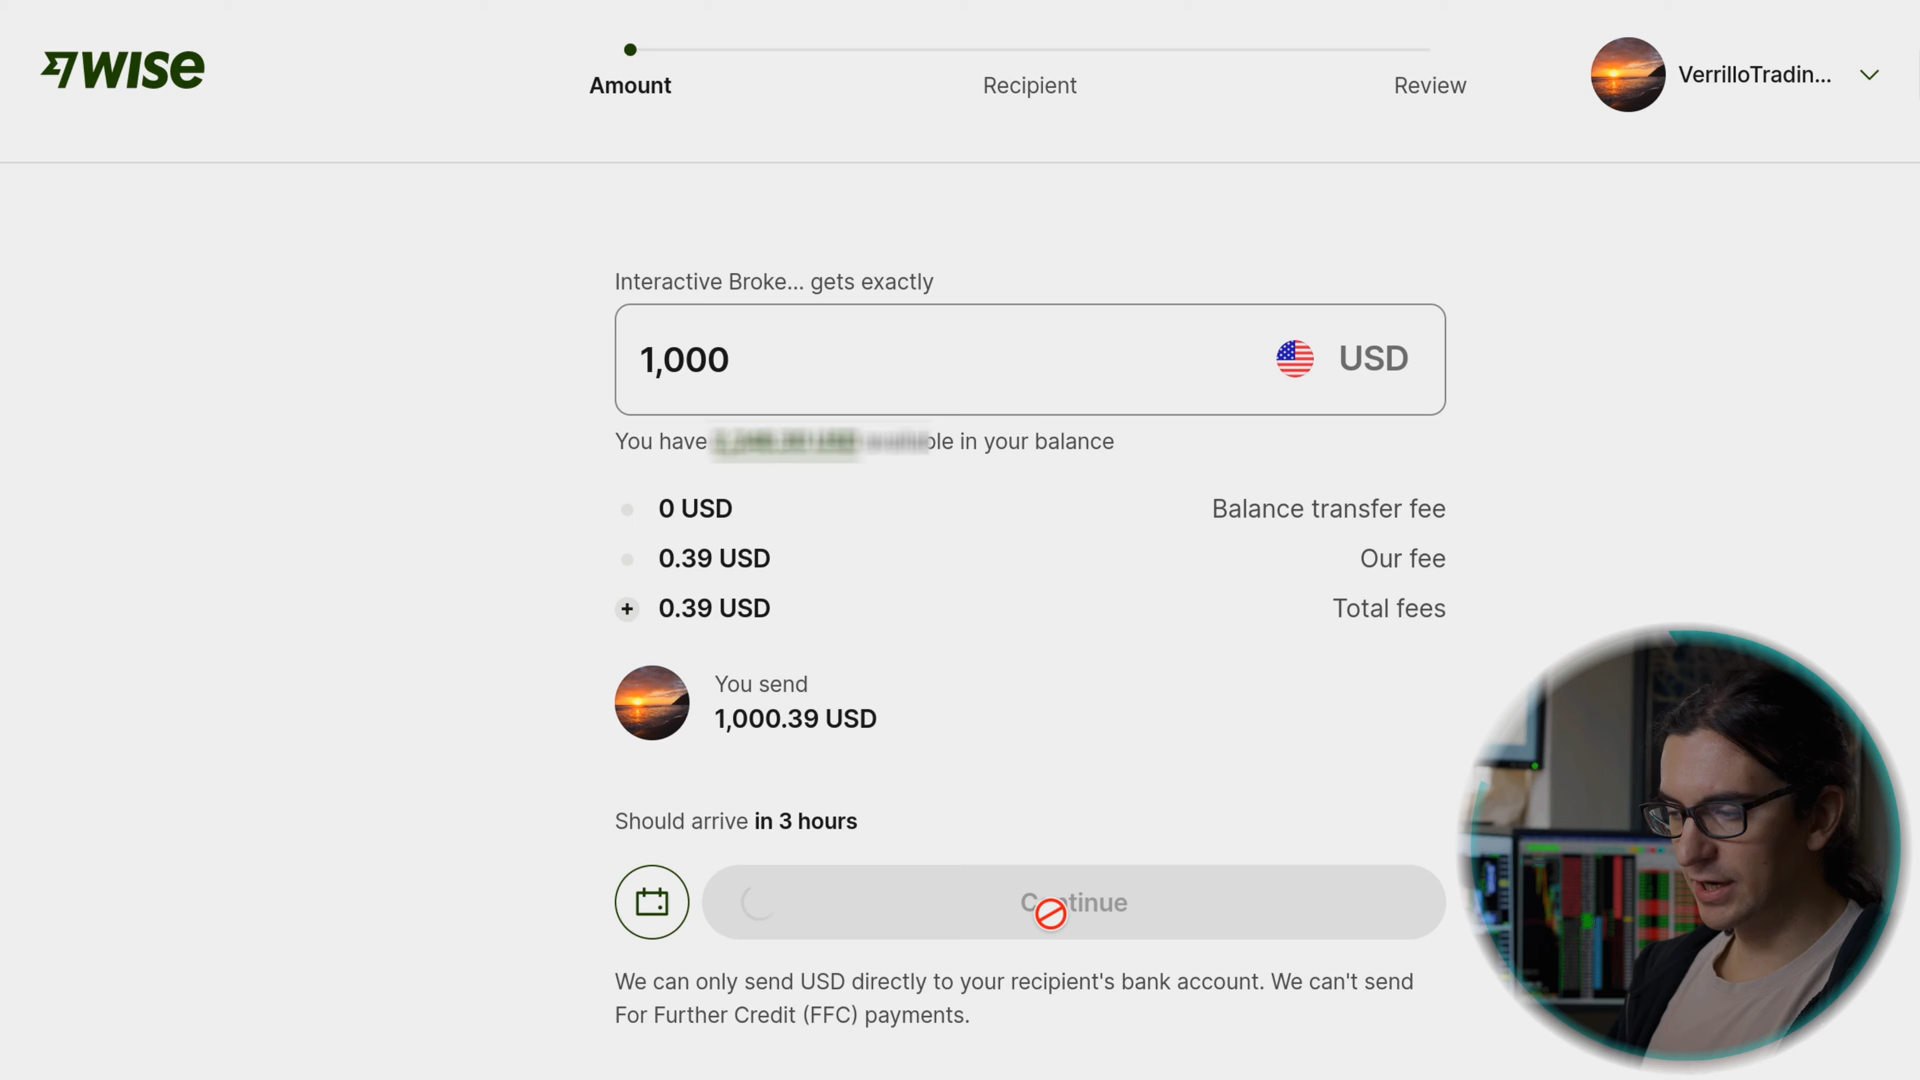 WISE
Amount
Recipient
Review
VerrilloTradin...
Interactive Broke... gets exactly
1,000
USD
You have ble in your balance
0 USD
Balance transfer fee
0.39 USD
Our fee
+ 0.39 USD
Total fees
You send
1,000.39 USD
Should arrive in 3 hours
Continue
We can only send USD directly to your recipient's bank account. We can't send
For Further Credit (FFC) payments.